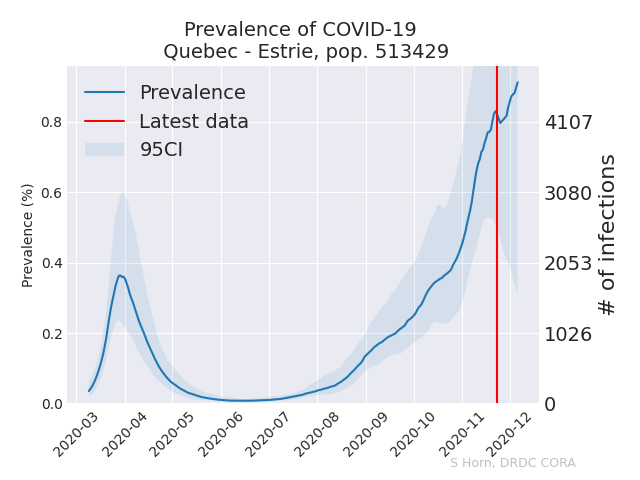 Prevalence of COVID-19
Quebec - Estrie, pop. 513429
Prevalence
Latest data
95CI
Prevalence (%)
0.8
0.6
0.4
0.2
0.0
4107
3080
2053
1026
0
# of infections
2020-03
2020-04
2020-05
2020-06
2020-07
2020-08
2020-09
2020-10
2020-11
2020-12
S Horn, DRDC CORA